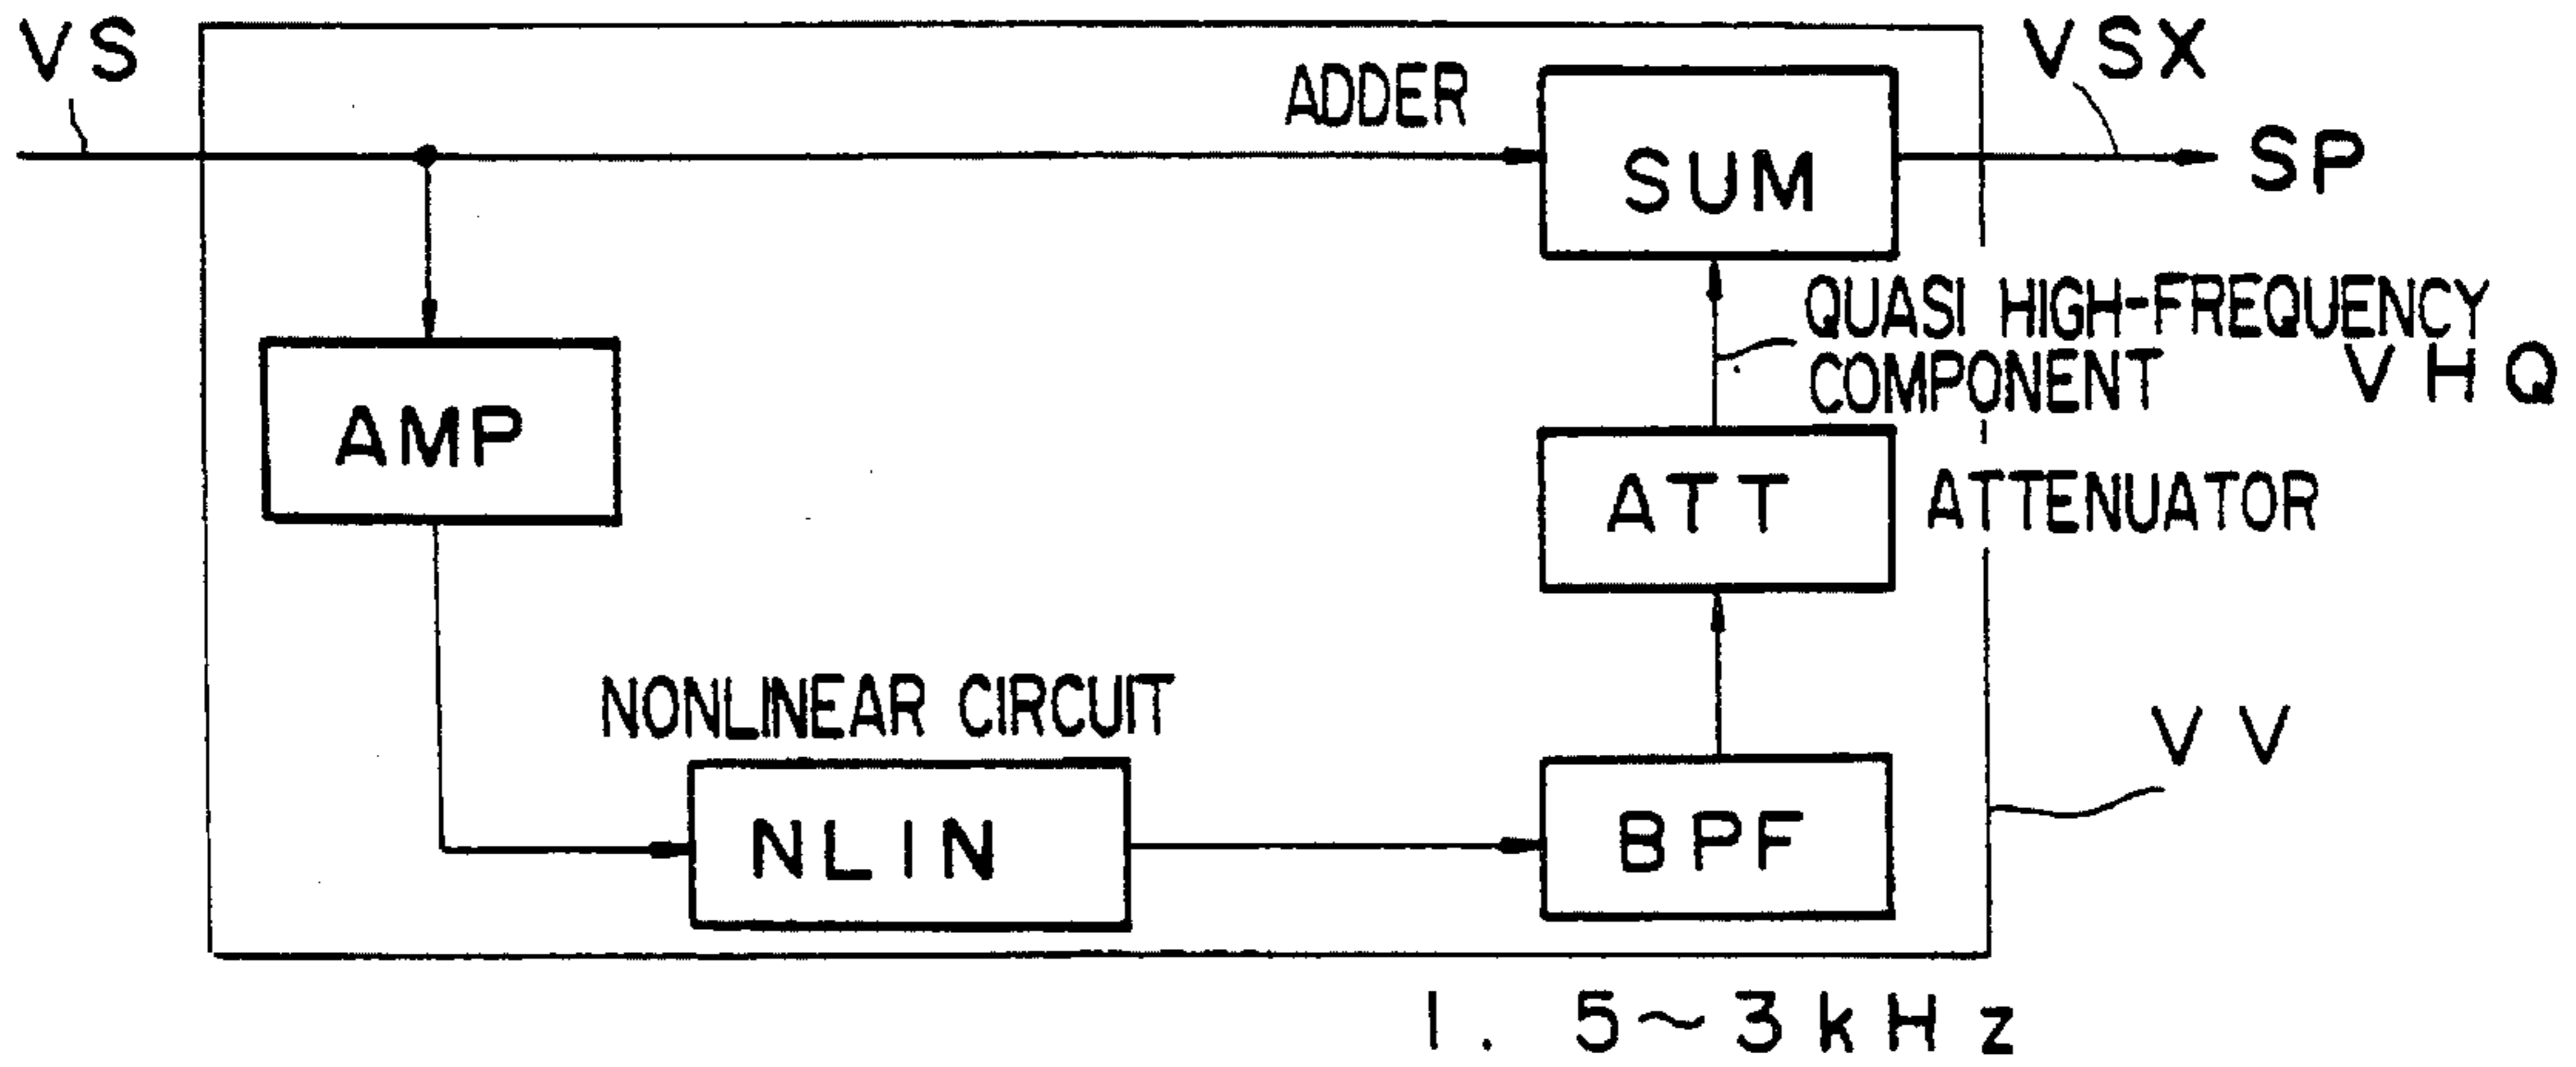 VS
VSX
ADDER
SUM
SP
QUASI HIGH-FREQUENCY
COMPONENT VHQ
AMP
ATT
ATTENUATOR
NONLINEAR CIRCUIT
VV
NLIN
BPF
1. 5~3kHz